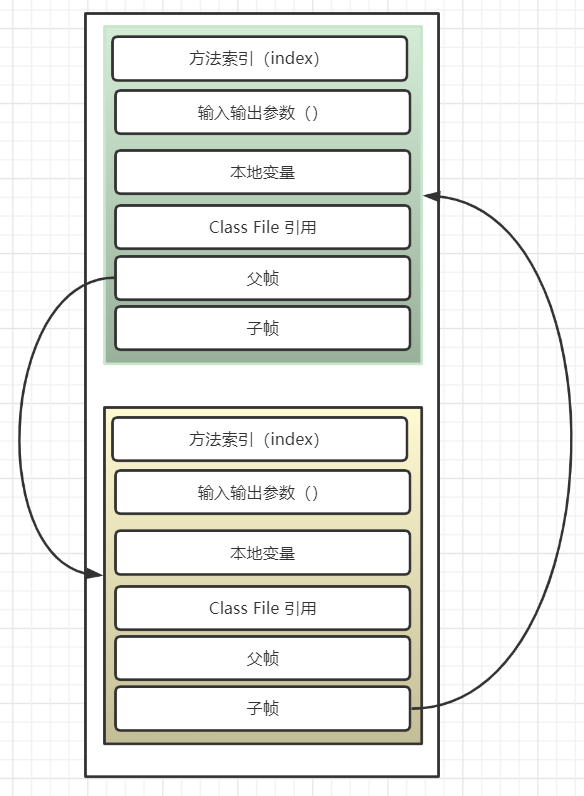 方法索引（index）
输入输出参数（）
本地变量
Class File 引用
父帧
子帧
方法索引（index）
输入输出参数（）
本地变量
Class File 引用
父帧
子帧